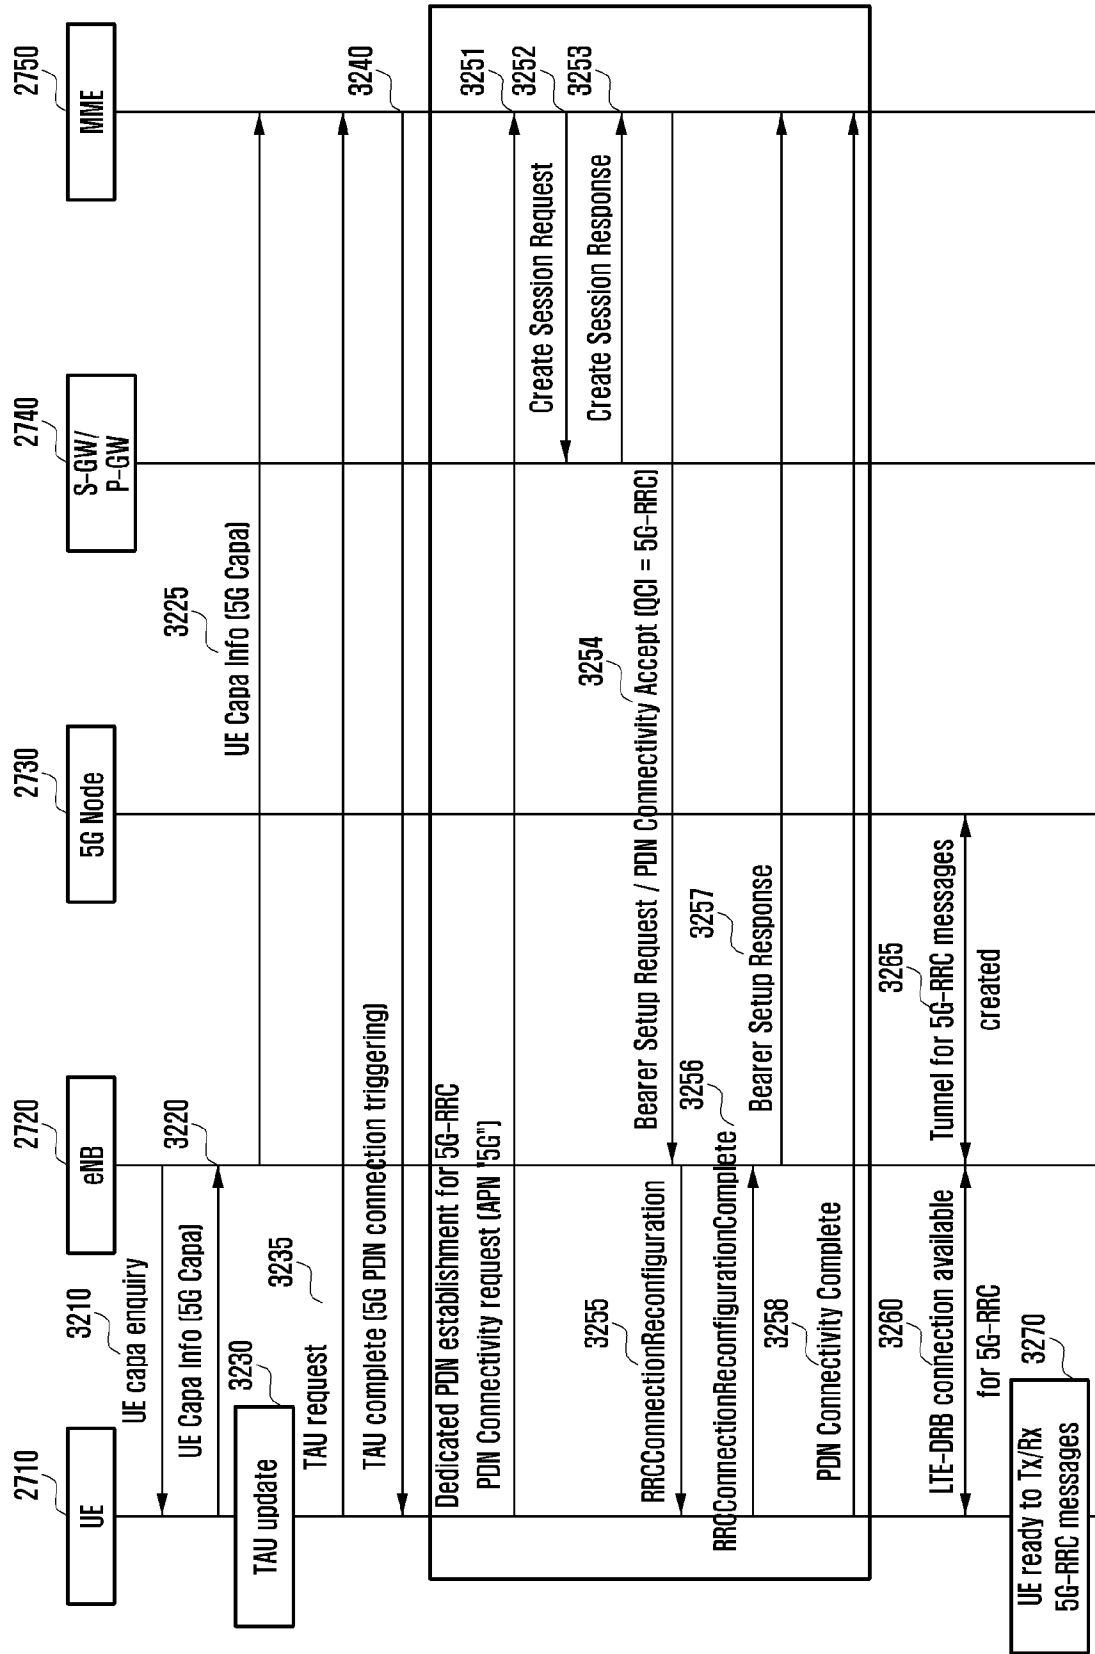 2710
UE
2720
eNB
2730
5G Node
2740
S-GW/
P-GW
2750
MME
3210
UE capa enquiry
UE Capa Info (5G Capa)
3220
3225
UE Capa Info (5G Capa)
3230
TAU update
3235
TAU request
TAU complete (5G PDN connection triggering)
3240
Dedicated PDN establishment for 5G-RRC
PDN Connectivity request (APN "5G")
3251
Create Session Request
3252
Create Session Response
3253
3254
Bearer Setup Request / PDN Connectivity Accept (QCI = 5G-RRC)
3255
RRCConnectionReconfiguration
3256
RRCConnectionReconfigurationComplete
3257
Bearer Setup Response
3258
PDN Connectivity Complete
3260
LTE-DRB connection available
for 5G-RRC
3265
Tunnel for 5G-RRC messages
created
3270
UE ready to Tx/Rx
5G-RRC messages